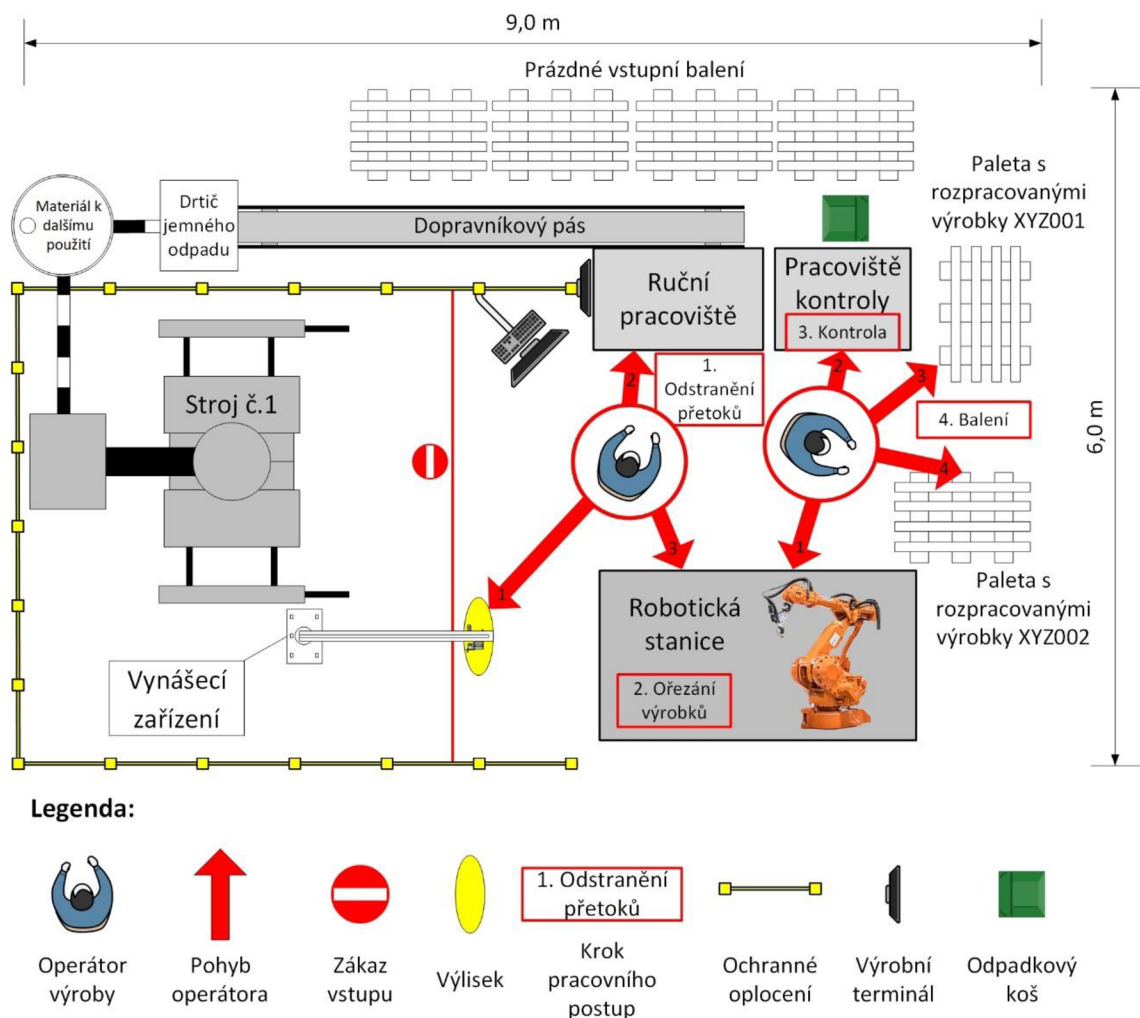 9,0 m
Prázdné vstupní balení
Paleta s
rozpracovanými
výrobky XYZ001
Materiál k
dalšímu
použití
Drtič
jemného
odpadu
Dopravníkový pás
Ruční
pracoviště
Pracoviště
kontroly
3. Kontrola
1.
Odstranění
přetoků
2
2
3
4. Balení
6,0 m
Stroj č.1
4
1
3
1
Robotická
stanice
2. Ořezání
výrobků
Paleta s
rozpracovanými
výrobky XYZ002
Vynášecí
zařízení
Legenda:
1. Odstranění
přetoků
Operátor
výroby
Pohyb
operátora
Zákaz
vstupu
Výlisek
Krok
pracovního
postup
Ochranné
oplocení
Výrobní
terminál
Odpadkový
koš